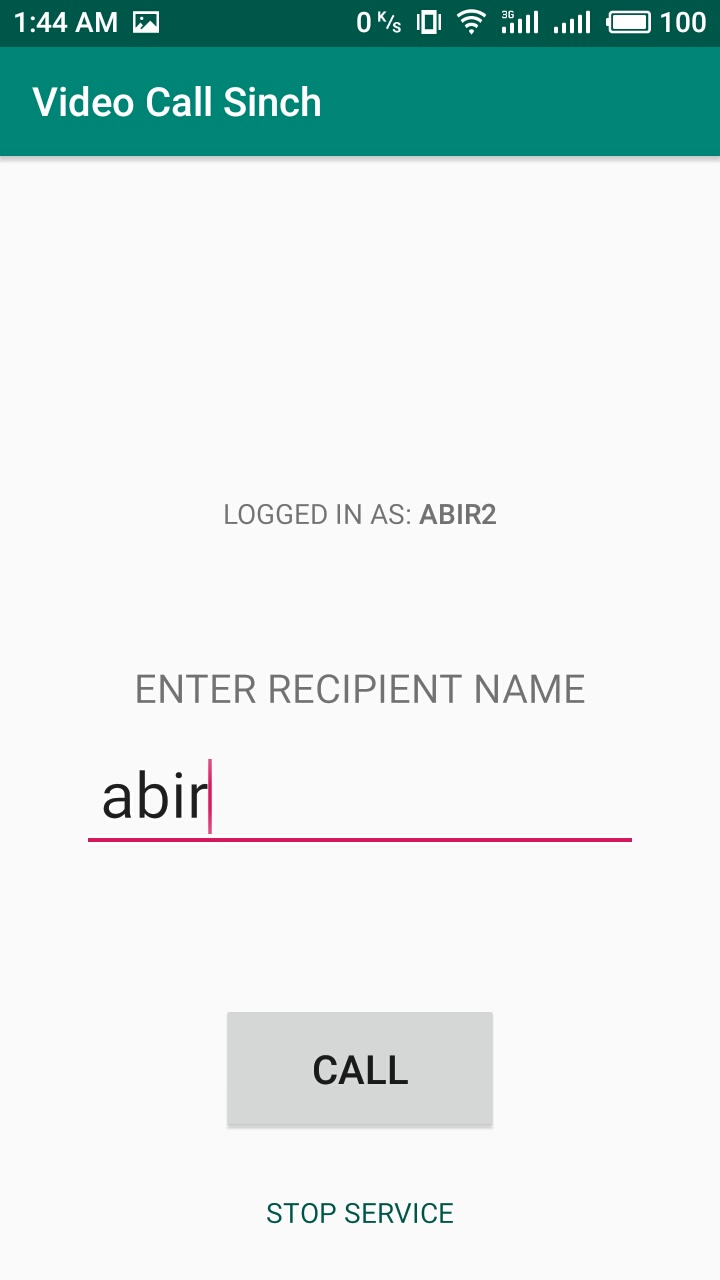 1:44 AM 0 K/s 3G 100
Video Call Sinch
LOGGED IN AS: ABIR2
ENTER RECIPIENT NAME
abir
CALL
STOP SERVICE